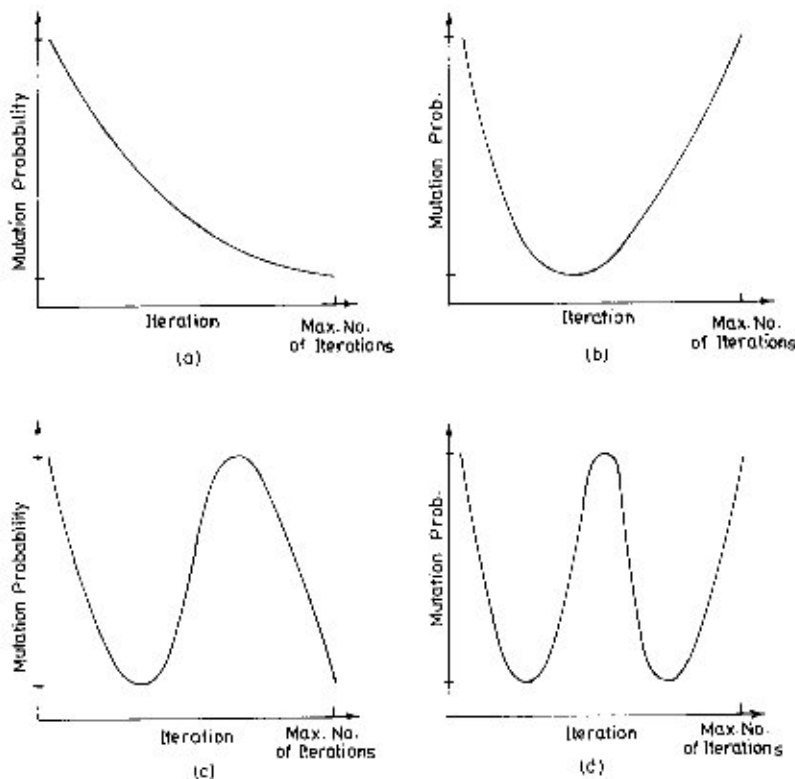 Mutation Probability
Iteration
Max. No.
of Iterations
(a)
Mutation Prob.
Iteration
Max. No.
of Iterations
(b)
Mutation Probability
Iteration
Max. No.
of Iterations
(c)
Mutation Prob.
Iteration
Max. No.
of Iterations
(d)